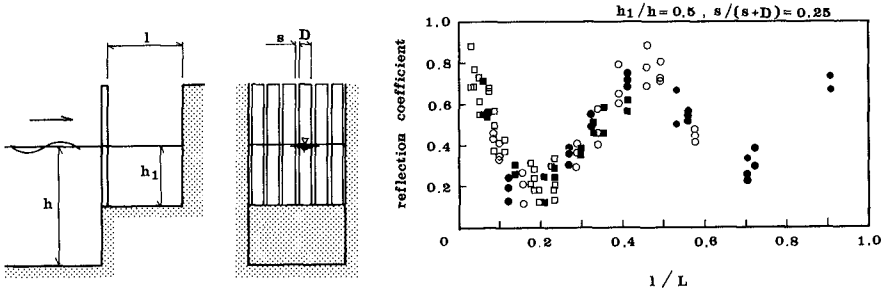 l
h
h₁
s D
h₁/h=0.5 , s/(s+D)=0.25
reflection coefficient
1.0
0.8
0.6
0.4
0.2
0
0.2
0.4
0.6
0.8
1.0
l/L